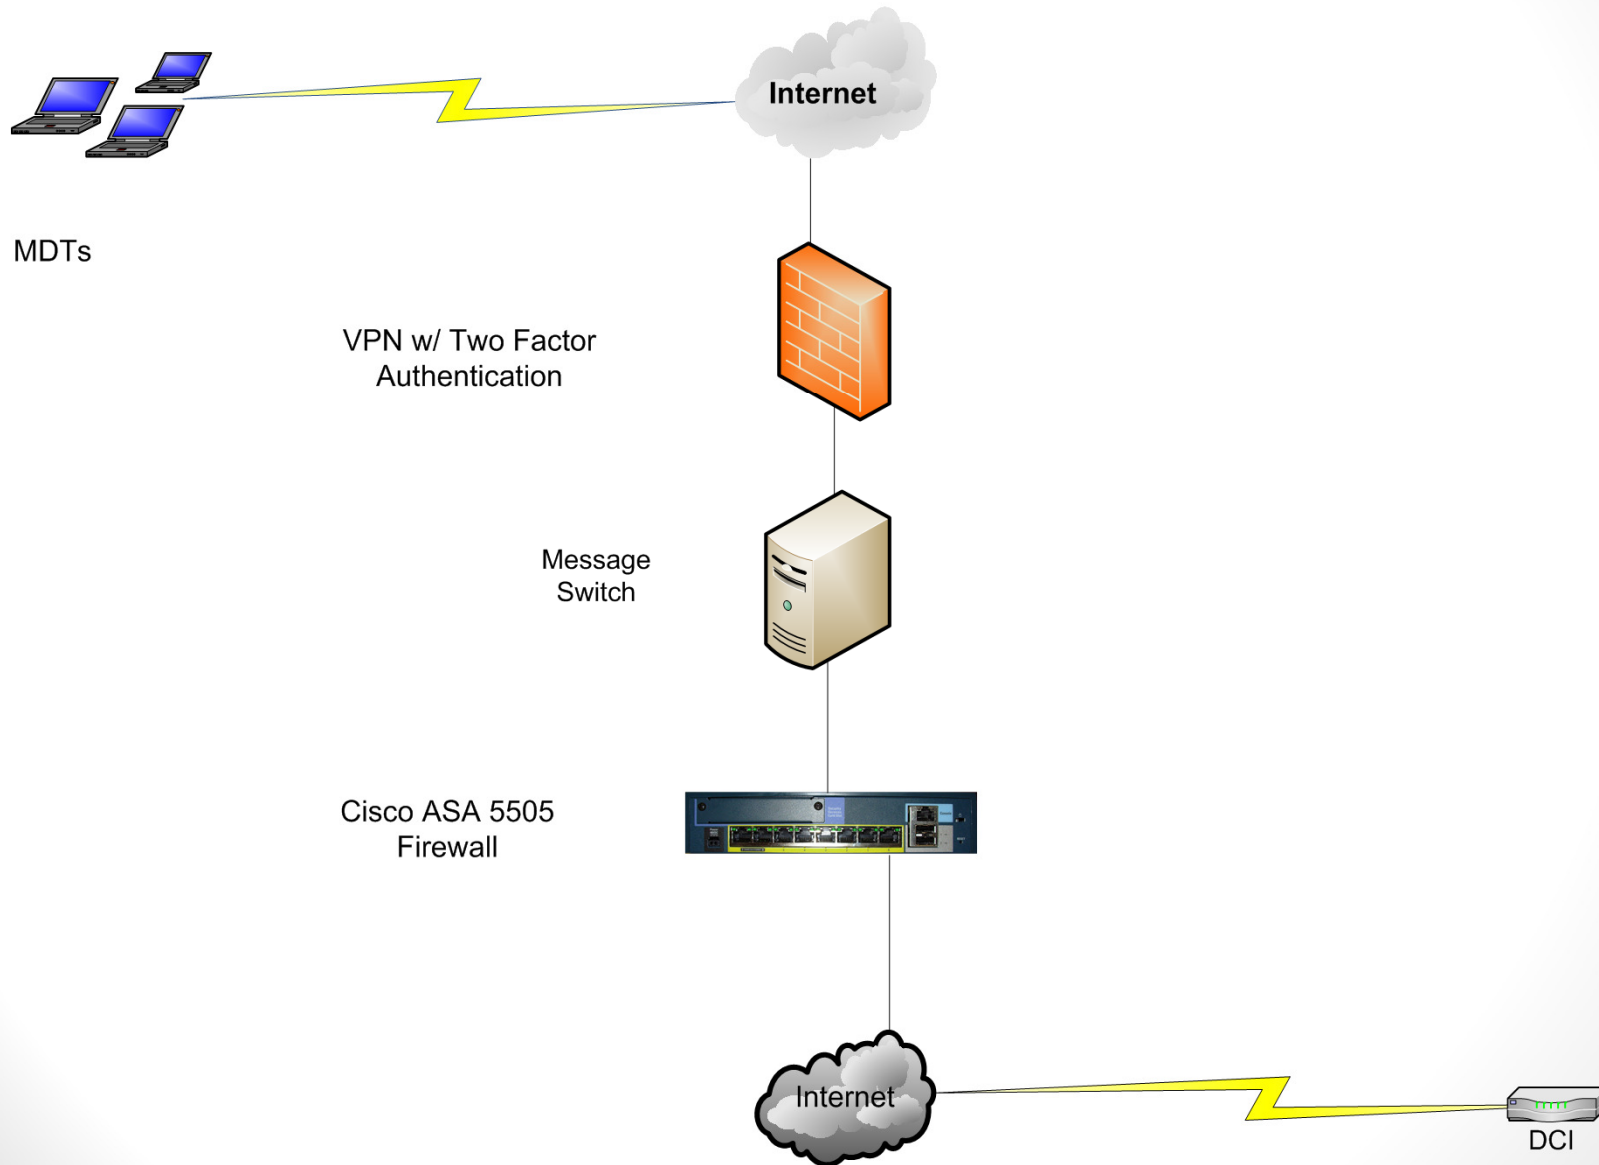 Internet
MDTs
VPN w/ Two Factor
Authentication
Message
Switch
Cisco ASA 5505
Firewall
Internet
DCI